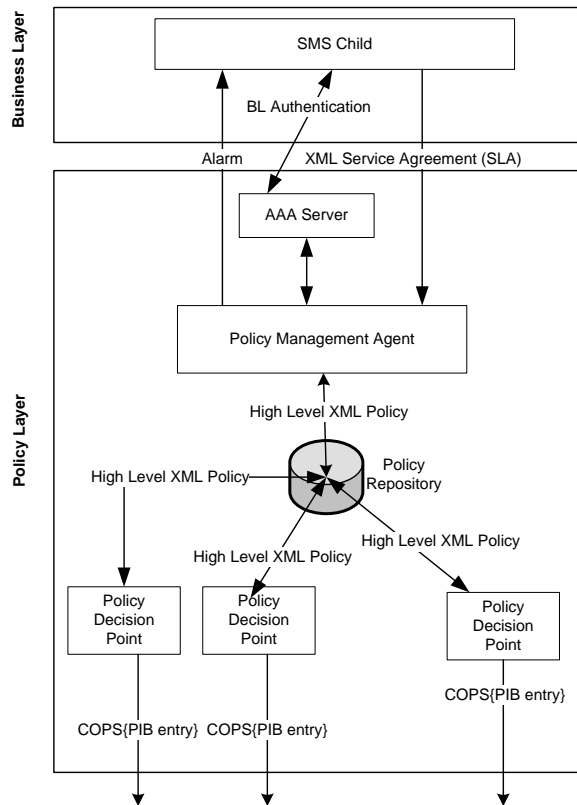 Business Layer
SMS Child
BL Authentication
Alarm
XML Service Agreement (SLA)
AAA Server
Policy Management Agent
Policy Layer
High Level XML Policy
Policy
Repository
High Level XML Policy
High Level XML Policy
High Level XML Policy
Policy
Decision
Point
Policy
Decision
Point
Policy
Decision
Point
COPS{PIB entry}
COPS{PIB entry}
COPS{PIB entry}